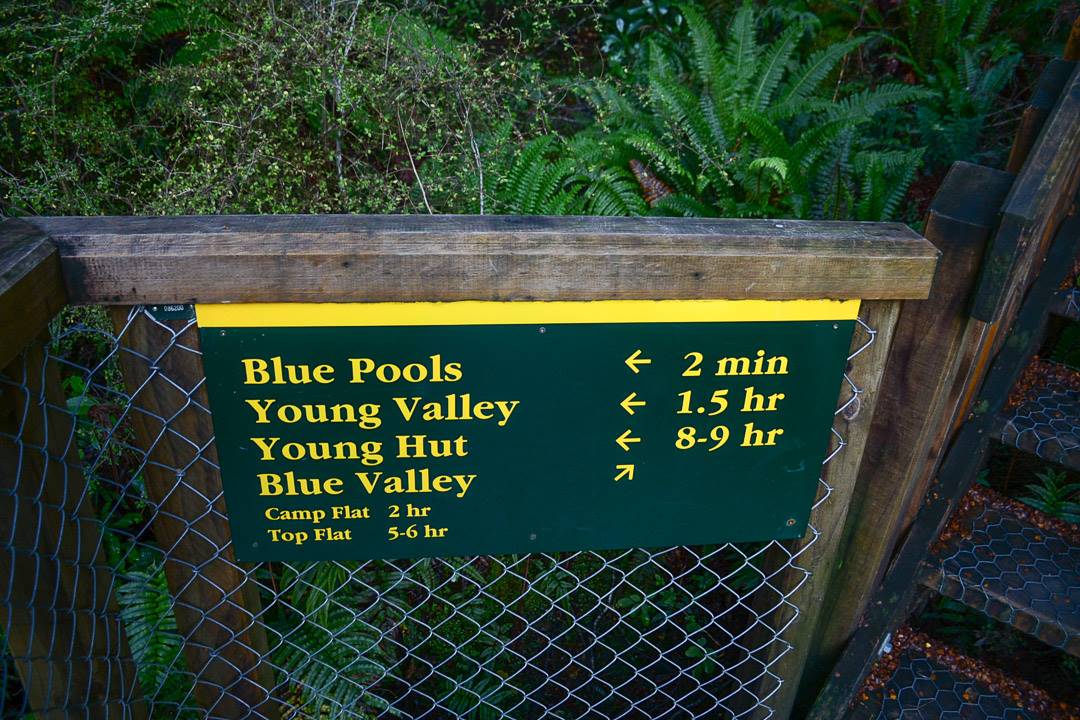 Blue Pools ← 2 min
Young Valley ← 1.5 hr
Young Hut ← 8-9 hr
Blue Valley ↗
Camp Flat 2 hr
Top Flat 5-6 hr